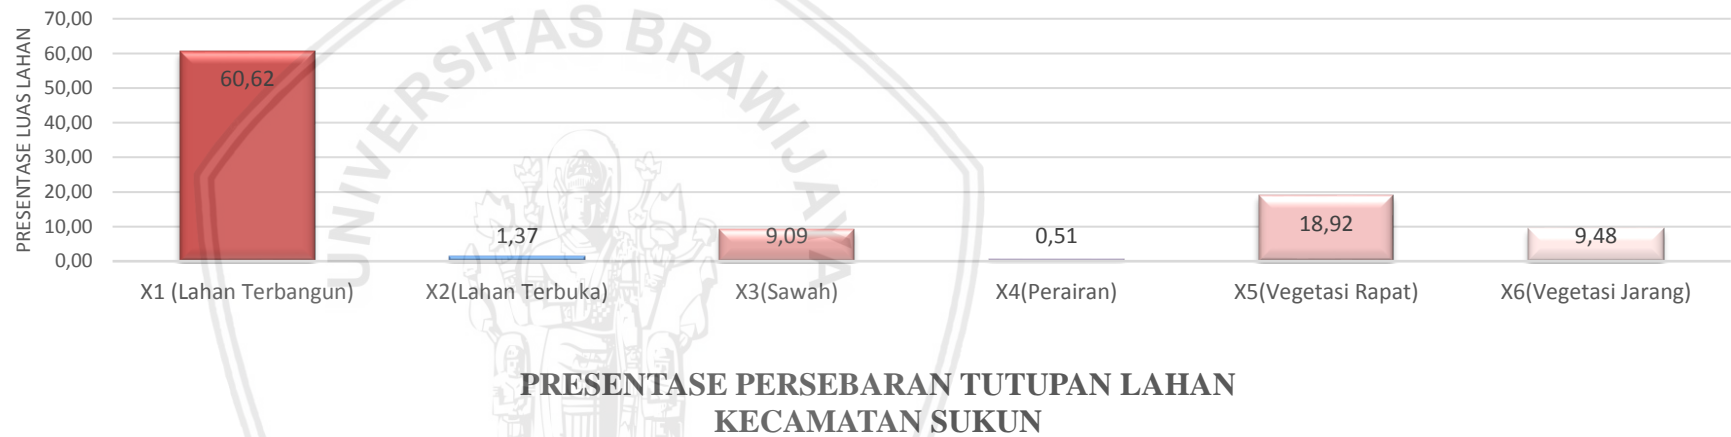 PRESENTASE LUAS LAHAN
70,00
60,00
50,00
40,00
30,00
20,00
10,00
0,00
60,62
1,37
9,09
0,51
18,92
9,48
X1 (Lahan Terbangun)
X2(Lahan Terbuka)
X3(Sawah)
X4(Perairan)
X5(Vegetasi Rapat)
X6(Vegetasi Jarang)
UNIVERSITAS BRAWIJAYA
PRESENTASE PERSEBARAN TUTUPAN LAHAN
KECAMATAN SUKUN